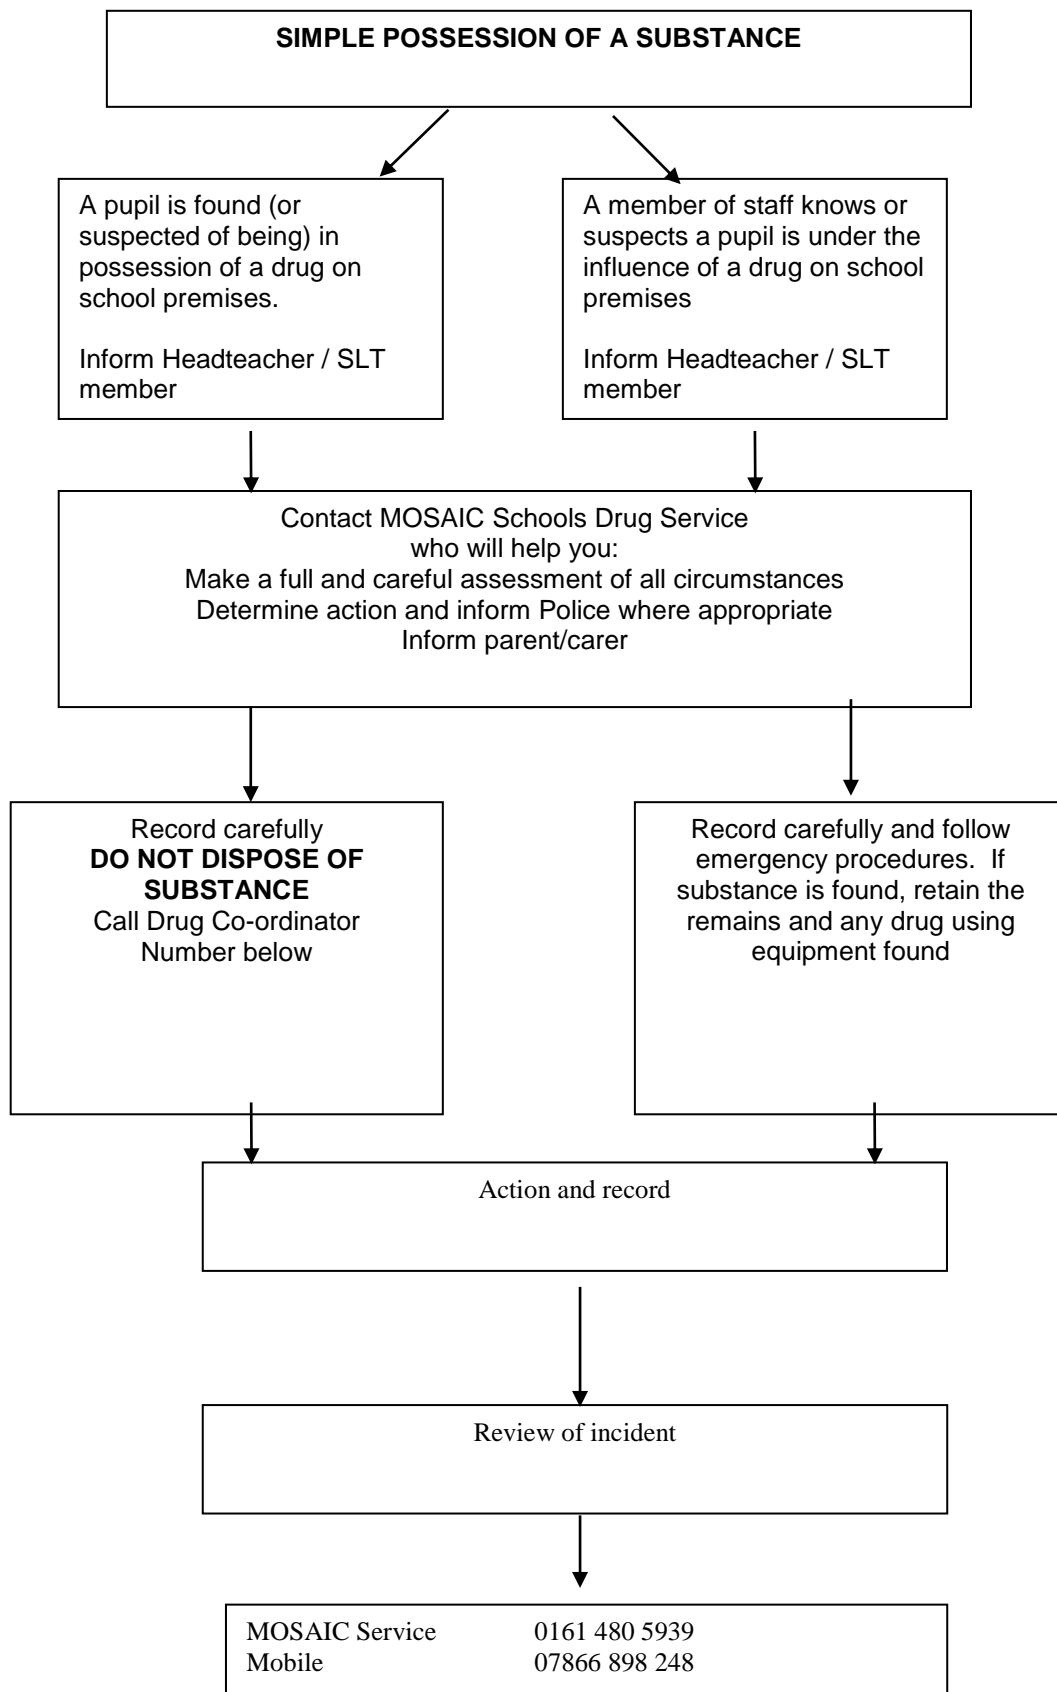 SIMPLE POSSESSION OF A SUBSTANCE
A pupil is found (or
suspected of being) in
possession of a drug on
school premises.
Inform Headteacher / SLT
member
A member of staff knows or
suspects a pupil is under the
influence of a drug on school
premises
Inform Headteacher / SLT
member
Contact MOSAIC Schools Drug Service
who will help you:
Make a full and careful assessment of all circumstances
Determine action and inform Police where appropriate
Inform parent/carer
Record carefully
DO NOT DISPOSE OF
SUBSTANCE
Call Drug Co-ordinator
Number below
Record carefully and follow
emergency procedures.  If
substance is found, retain the
remains and any drug using
equipment found
Action and record
Review of incident
MOSAIC Service 0161 480 5939
Mobile 07866 898 248